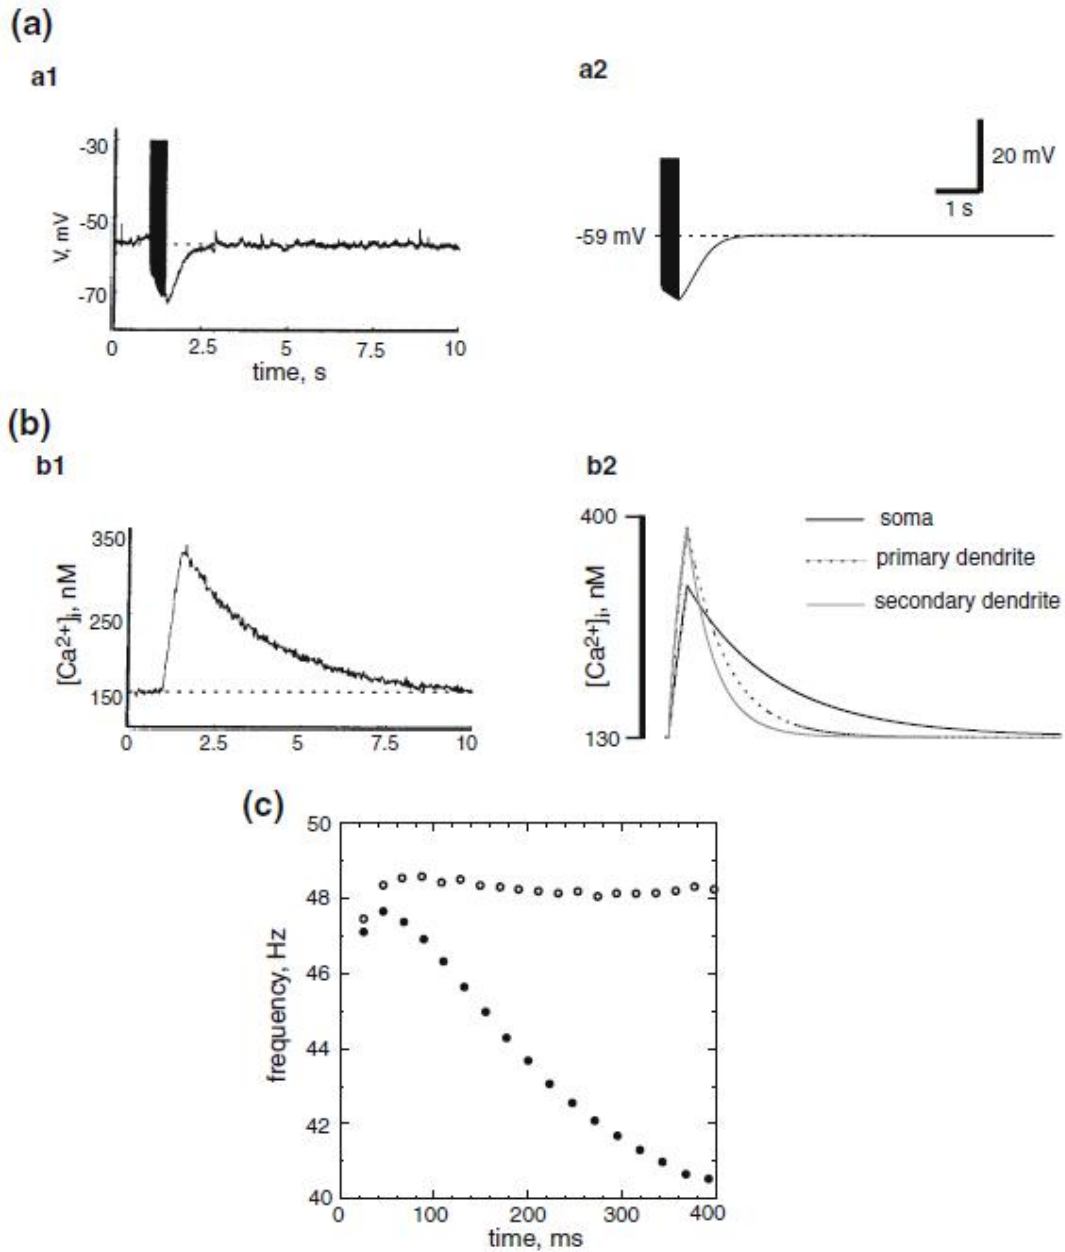 (a)
a1
a2
-30
-50
-70
V, mV
0 2.5 5 7.5 10
time, s
-59 mV
20 mV
1 s
(b)
b1
b2
350
250
150
[Ca2+]i, nM
0 2.5 5 7.5 10
400
130
[Ca2+]i, nM
soma
primary dendrite
secondary dendrite
(c)
50
48
46
44
42
40
frequency, Hz
0 100 200 300 400
time, ms